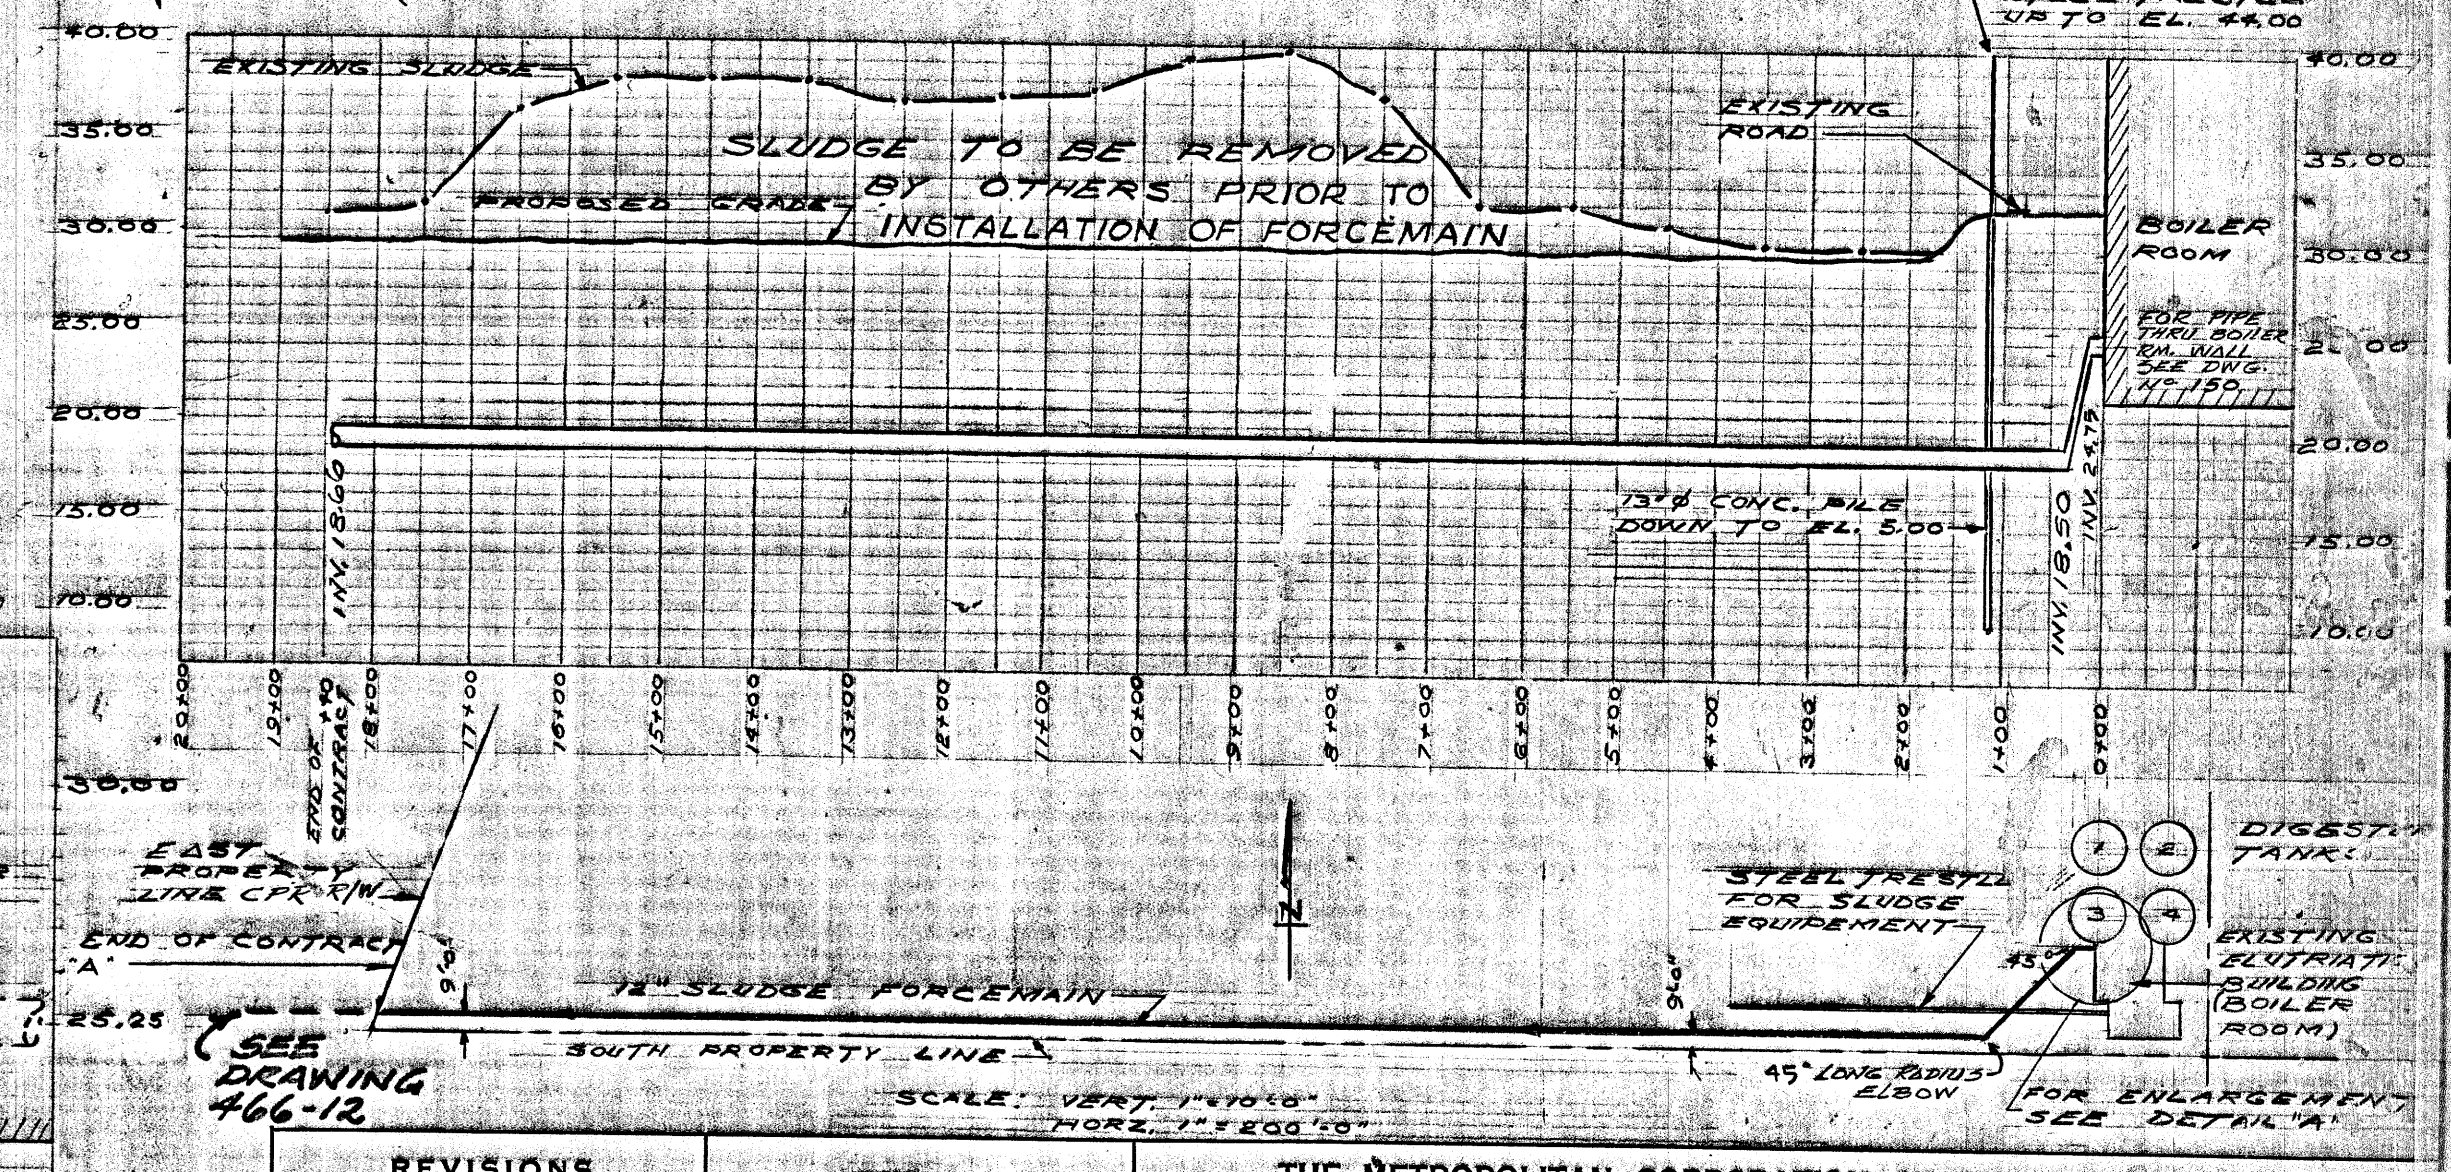 UP TO EL. 44.00
40.00
40.00
EXISTING SLUDGE
EXISTING
ROAD
35.00
35.00
SLUDGE TO BE REMOVED
BY OTHERS PRIOR TO
INSTALLATION OF FORCEMAIN
PROPOSED GRADE
30.00
30.00
BOILER
ROOM
25.00
FOR PIPE
THRU BOILER
RM. WALL
SEE DWG.
Nº 150
20.00
20.00
INV. 18.66
INV. 18.50
INV 24.75
13"ϕ CONC. PILE
DOWN TO EL. 5.00
15.00
15.00
10.00
10.00
20+00
19+00
+40
END OF
CONTRACT
18+00
17+00
16+00
15+00
14+00
13+00
12+00
11+00
10+00
9+00
8+00
7+00
6+00
5+00
4+00
3+00
2+00
1+00
0+00
30.00
EAST
PROPERTY
LINE CPR R/W
END OF CONTRACT
"A"
25.25
SEE
DRAWING
466-12
9'-0"
12" SLUDGE FORCEMAIN
SOUTH PROPERTY LINE
N
9'-0"
STEEL TRESTLE
FOR SLUDGE
EQUIPEMENT
45°
1
2
3
4
TANKS
EXISTING
BUILDING
(BOILER
ROOM)
45° LONG RADIUS
ELBOW
FOR ENLARGEMENT
SEE DETAIL "A"
SCALE: VERT. 1"=10'-0"
HORZ. 1"=200'-0"
REVISIONS
THE METROPOLITAN CORPORATION